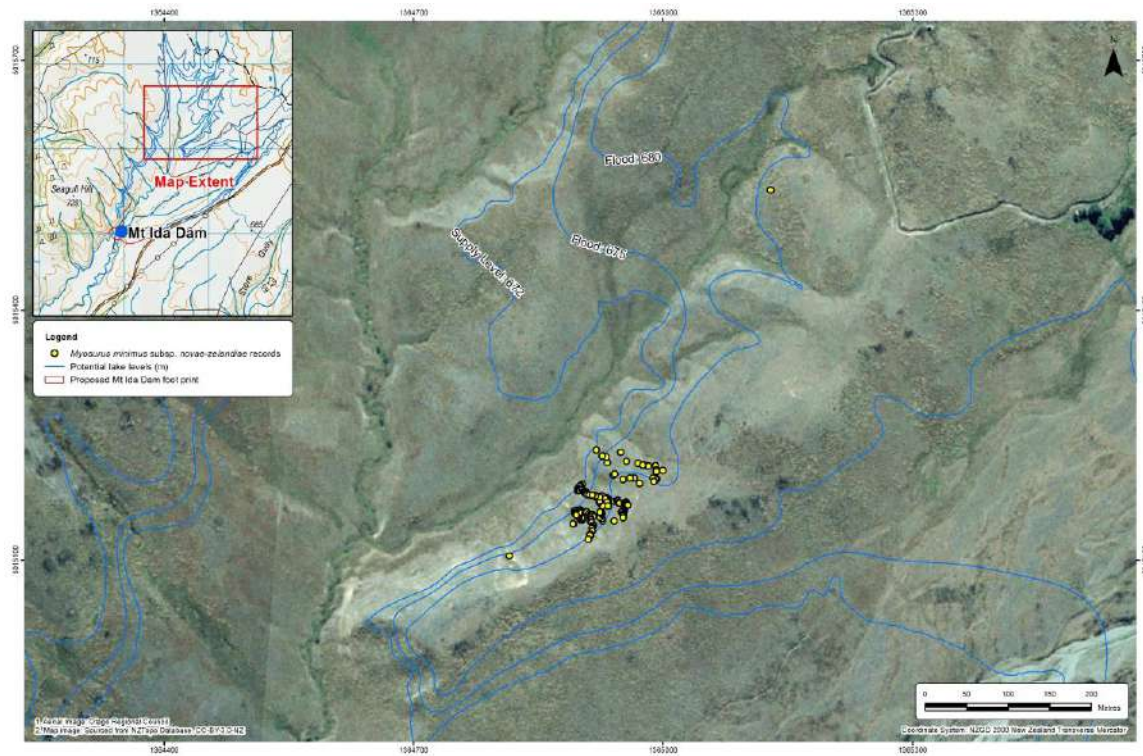 1364400
1364700
Flood: 680
Flood: 675
Supply Level: 672
Seagull Hill
Map-Extent
Mt Ida Dam
Legend
Myosurus minimus subsp. novae-zelandiae records
Potential lake levels (m)
Proposed Mt Ida Dam foot print
N
0 50 100 150 200
Metres
1. Aerial Image: Otago Regional Council
2. Map image: Sourced from NZTopo Database. CC-BY-3.0-NZ
Coordinate System: NZGD 2000 New Zealand Transverse Mercator
1364400
1364700